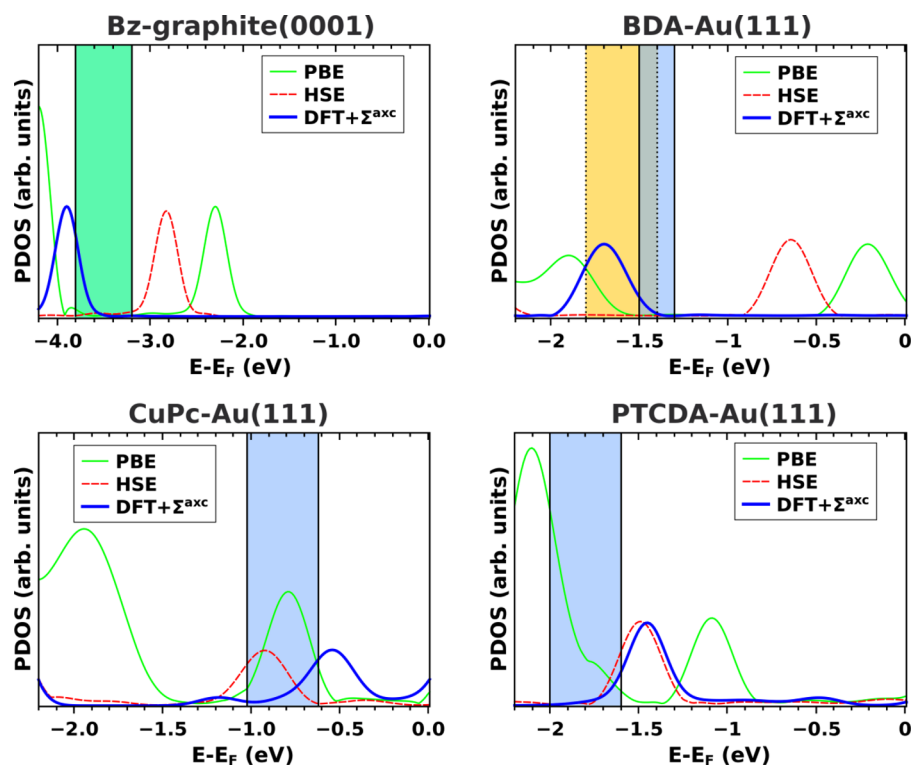 Bz-graphite(0001)
PDOS (arb. units)
PBE
HSE
DFT+Σ^axc
−4.0 −3.0 −2.0 −1.0 0.0
E-E_F (eV)
BDA-Au(111)
PDOS (arb. units)
PBE
HSE
DFT+Σ^axc
−2 −1.5 −1 −0.5 0.0
E-E_F (eV)
CuPc-Au(111)
PDOS (arb. units)
PBE
HSE
DFT+Σ^axc
−2.0 −1.5 −1.0 −0.5 0.0
E-E_F (eV)
PTCDA-Au(111)
PDOS (arb. units)
PBE
HSE
DFT+Σ^axc
−2 −1.5 −1 −0.5 0.0
E-E_F (eV)